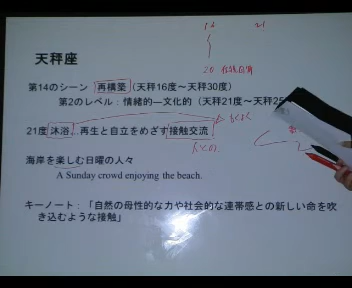 16 21
20
天秤座
第14のシーン 再構築(天秤16度~天秤30度)
第2のレベル:情緒的―文化的(天秤21度~天秤25
21度 沐浴…再生と自立をめざす接触交流
海岸を楽しむ日曜の人々
A Sunday crowd enjoying the beach.
キーノート:「自然の母性的な力や社会的な連帯感との新しい命を吹
き込むような接触」